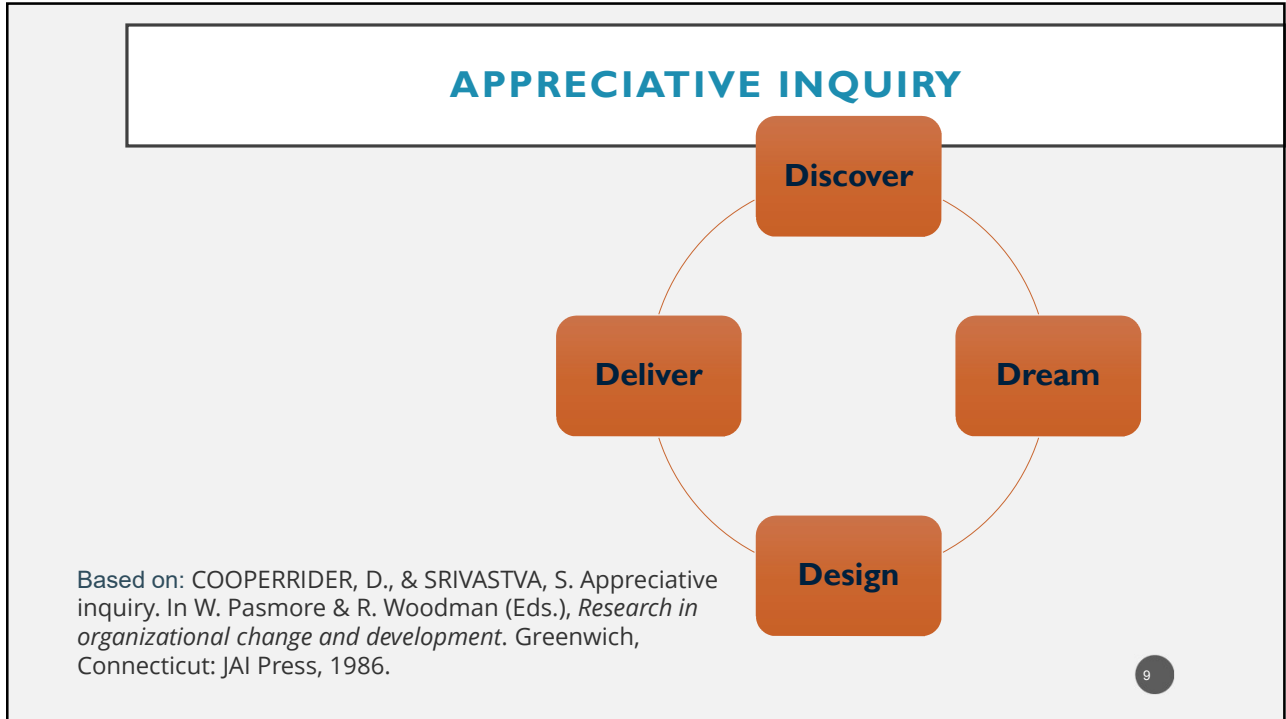 APPRECIATIVE INQUIRY
Discover
Deliver
Dream
Design
Based on: COOPERRIDER, D., & SRIVASTVA, S. Appreciative
inquiry. In W. Pasmore & R. Woodman (Eds.), Research in
organizational change and development. Greenwich,
Connecticut: JAI Press, 1986.
9